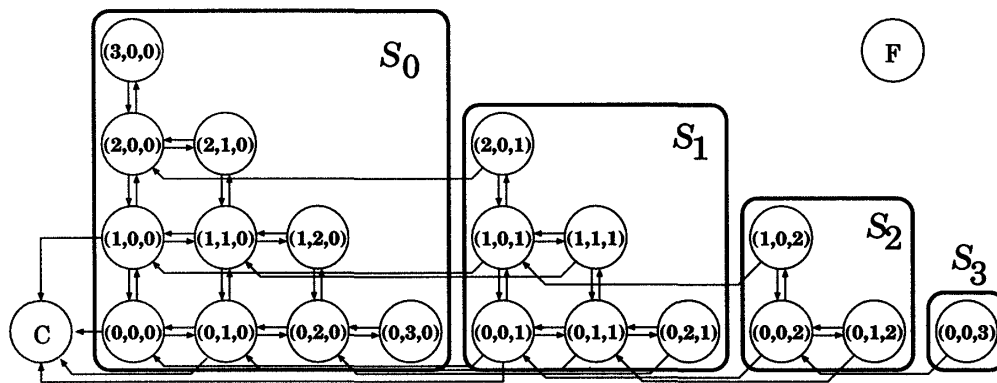 (3,0,0) S0 F
(2,0,0) (2,1,0) (2,0,1) S1
(1,0,0) (1,1,0) (1,2,0) (1,0,1) (1,1,1) (1,0,2) S2
S3
C (0,0,0) (0,1,0) (0,2,0) (0,3,0) (0,0,1) (0,1,1) (0,2,1) (0,0,2) (0,1,2) (0,0,3)